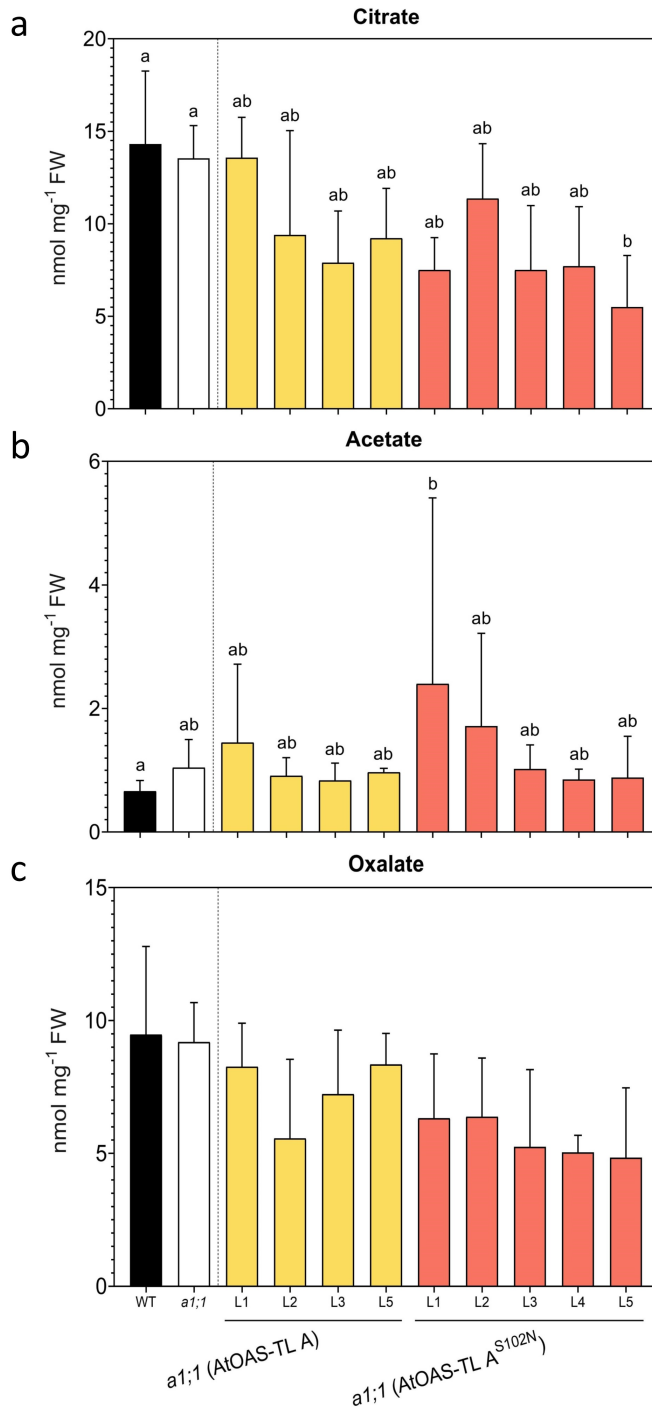 a
Citrate
nmol mg-1 FW
20
15
10
5
0
a
a
ab
ab
ab
ab
ab
ab
ab
ab
b
b
Acetate
nmol mg-1 FW
6
4
2
0
a
ab
ab
ab
ab
ab
b
ab
ab
ab
ab
c
Oxalate
nmol mg-1 FW
15
10
5
0
WT
a1;1
L1
L2
L3
L5
L1
L2
L3
L4
L5
a1;1 (AtOAS-TL A)
a1;1 (AtOAS-TL AS102N)